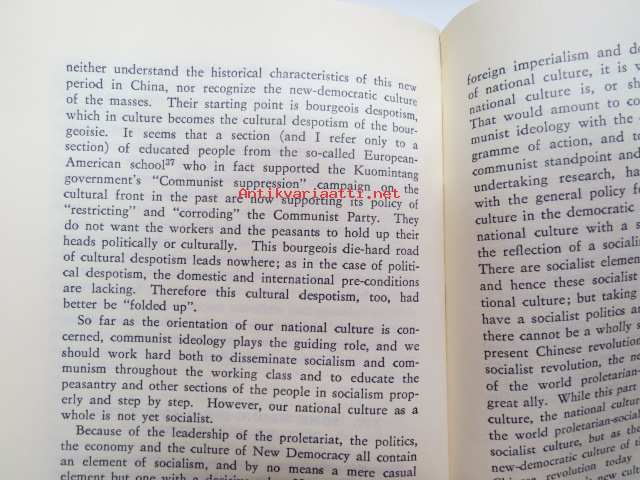 neither understand the historical characteristics of this new
period in China, nor recognize the new-democratic culture
of the masses. Their starting point is bourgeois despotism,
which in culture becomes the cultural despotism of the bour-
geoisie. It seems that a section (and I refer only to a
section) of educated people from the so-called European-
American school²⁷ who in fact supported the Kuomintang
government's "Communist suppression" campaign on the
cultural front in the past are now supporting its policy of
"restricting" and "corroding" the Communist Party. They
do not want the workers and the peasants to hold up their
heads politically or culturally. This bourgeois die-hard road
of cultural despotism leads nowhere; as in the case of politi-
cal despotism, the domestic and international pre-conditions
are lacking. Therefore this cultural despotism, too, had
better be "folded up".
So far as the orientation of our national culture is con-
cerned, communist ideology plays the guiding role, and we
should work hard both to disseminate socialism and com-
munism throughout the working class and to educate the
peasantry and other sections of the people in socialism prop-
erly and step by step. However, our national culture as a
whole is not yet socialist.
Because of the leadership of the proletariat, the politics,
the economy and the culture of New Democracy all contain
an element of socialism, and by no means a mere casual
element but one with a
antikvariaatti.net
foreign imperialism and
of national culture, it is
national culture is, or
That would amount to
munist ideology with the
gramme of action, and
communist standpoint and
undertaking research,
with the general policy
culture in the democratic
national culture with a
the reflection of a
There are socialist
and hence these socialist
tional culture; but taking
have a socialist politics and
there cannot be a wholly
present Chinese revolution
socialist revolution, the
of the world proletarian-
great ally. While this part
culture, the national
the world proletarian-
socialist culture, but as the
new-democratic culture of
Chinese revolution today